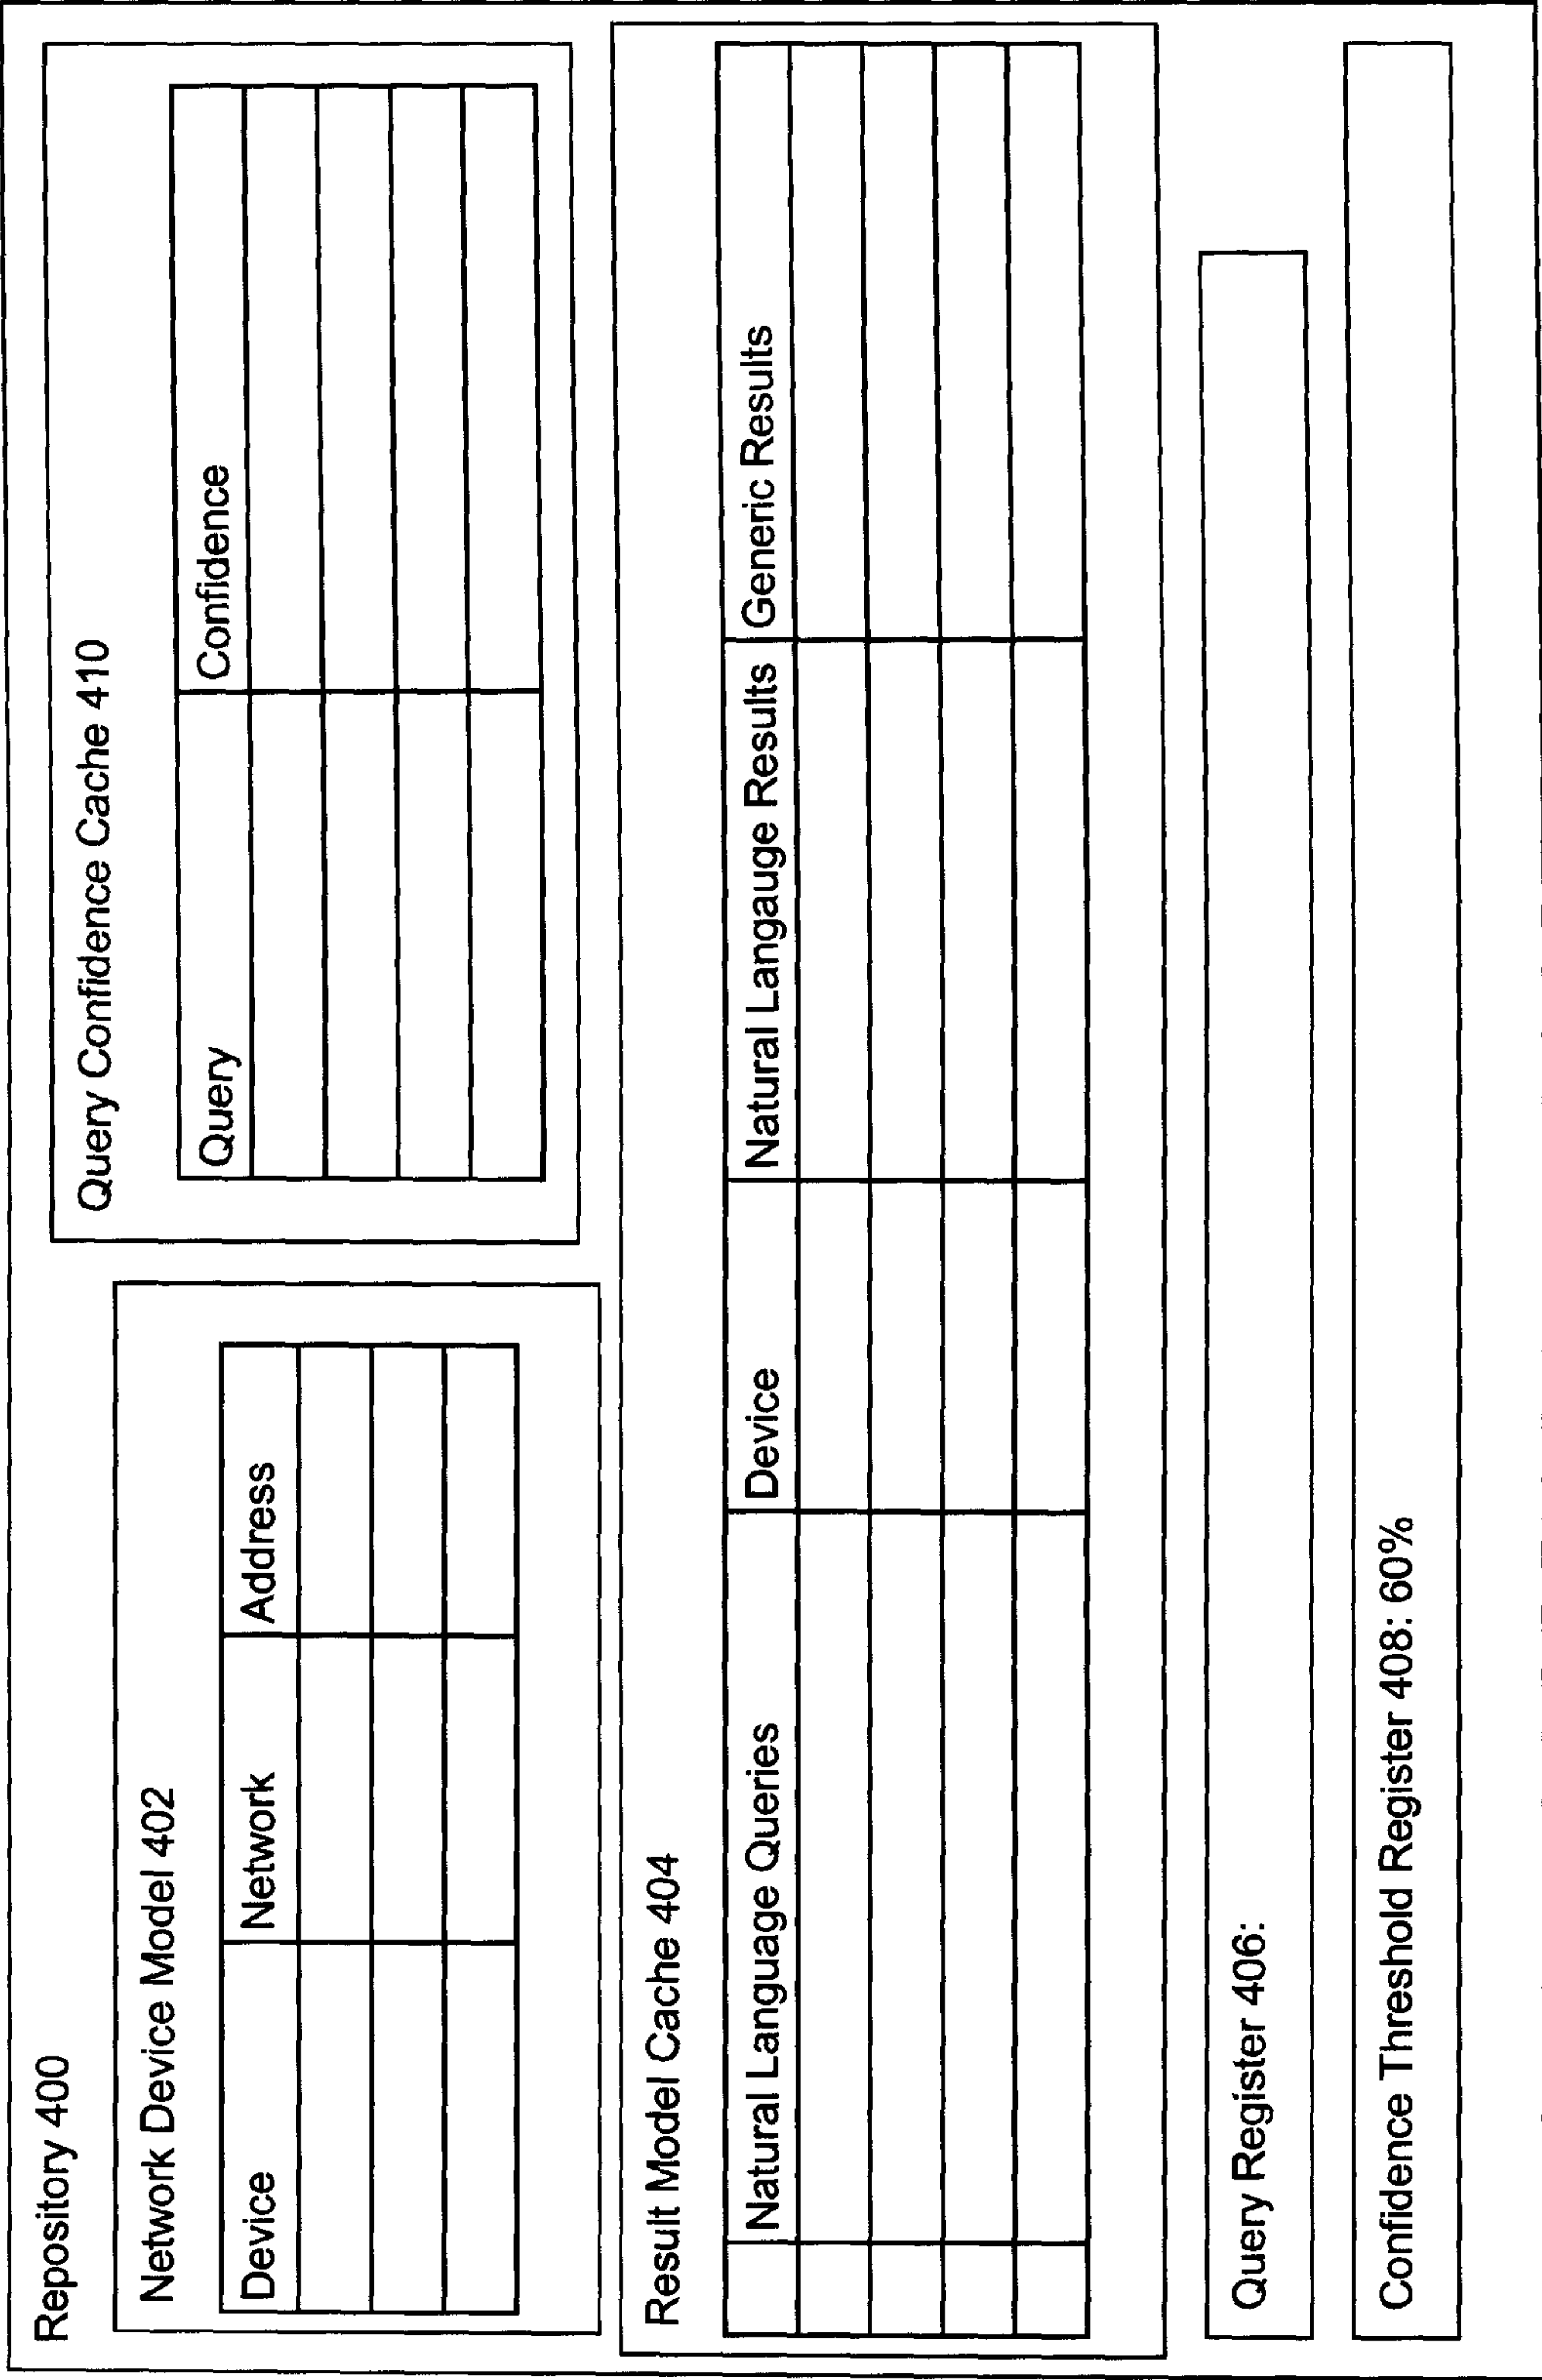 Repository 400
Network Device Model 402
Device Network Address
Query Confidence Cache 410
Query Confidence
Result Model Cache 404
Natural Language Queries Device Natural Langauge Results Generic Results
Query Register 406:
Confidence Threshold Register 408: 60%